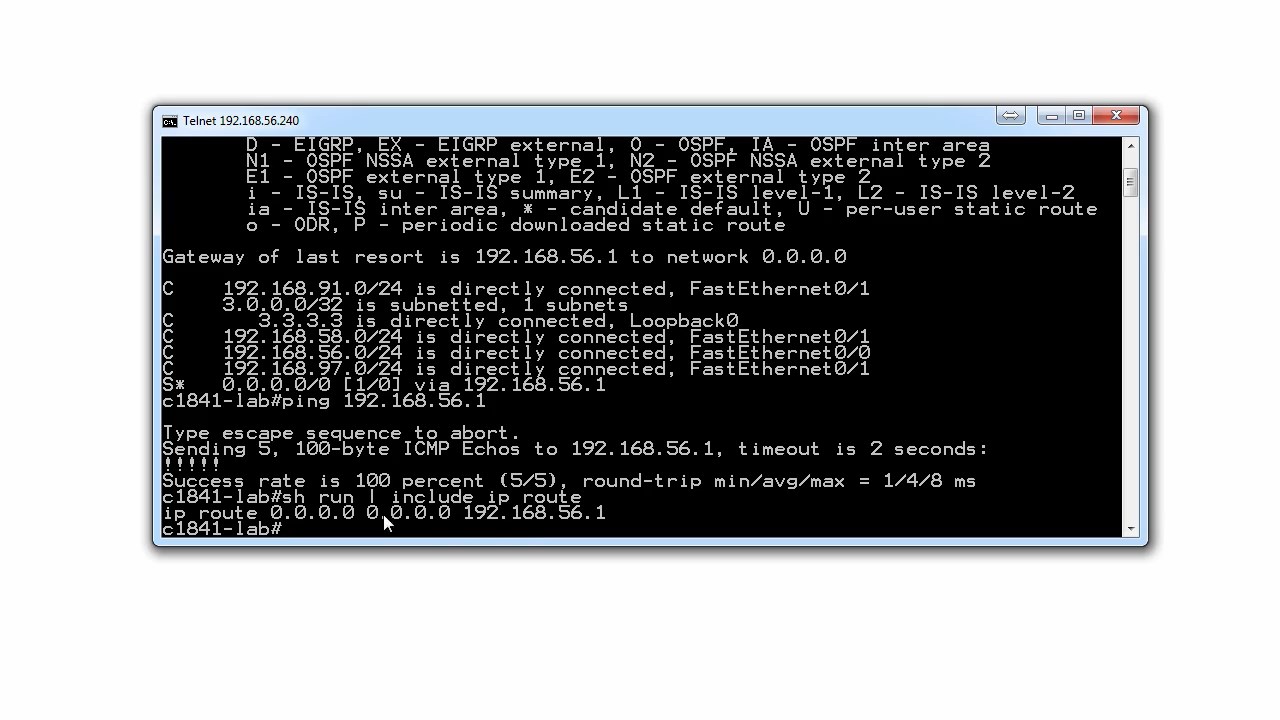 Telnet 192.168.56.240
D - EIGRP, EX - EIGRP external, O - OSPF, IA - OSPF inter area
N1 - OSPF NSSA external type 1, N2 - OSPF NSSA external type 2
E1 - OSPF external type 1, E2 - OSPF external type 2
i - IS-IS, su - IS-IS summary, L1 - IS-IS level-1, L2 - IS-IS level-2
ia - IS-IS inter area, * - candidate default, U - per-user static route
o - ODR, P - periodic downloaded static route
Gateway of last resort is 192.168.56.1 to network 0.0.0.0
C 192.168.91.0/24 is directly connected, FastEthernet0/1
3.0.0.0/32 is subnetted, 1 subnets
C 3.3.3.3 is directly connected, Loopback0
C 192.168.58.0/24 is directly connected, FastEthernet0/1
C 192.168.56.0/24 is directly connected, FastEthernet0/0
C 192.168.97.0/24 is directly connected, FastEthernet0/1
S* 0.0.0.0/0 [1/0] via 192.168.56.1
c1841-lab#ping 192.168.56.1
Type escape sequence to abort.
Sending 5, 100-byte ICMP Echos to 192.168.56.1, timeout is 2 seconds:
!!!!!
Success rate is 100 percent (5/5), round-trip min/avg/max = 1/4/8 ms
c1841-lab#sh run | include ip route
ip route 0.0.0.0 0.0.0.0 192.168.56.1
c1841-lab#